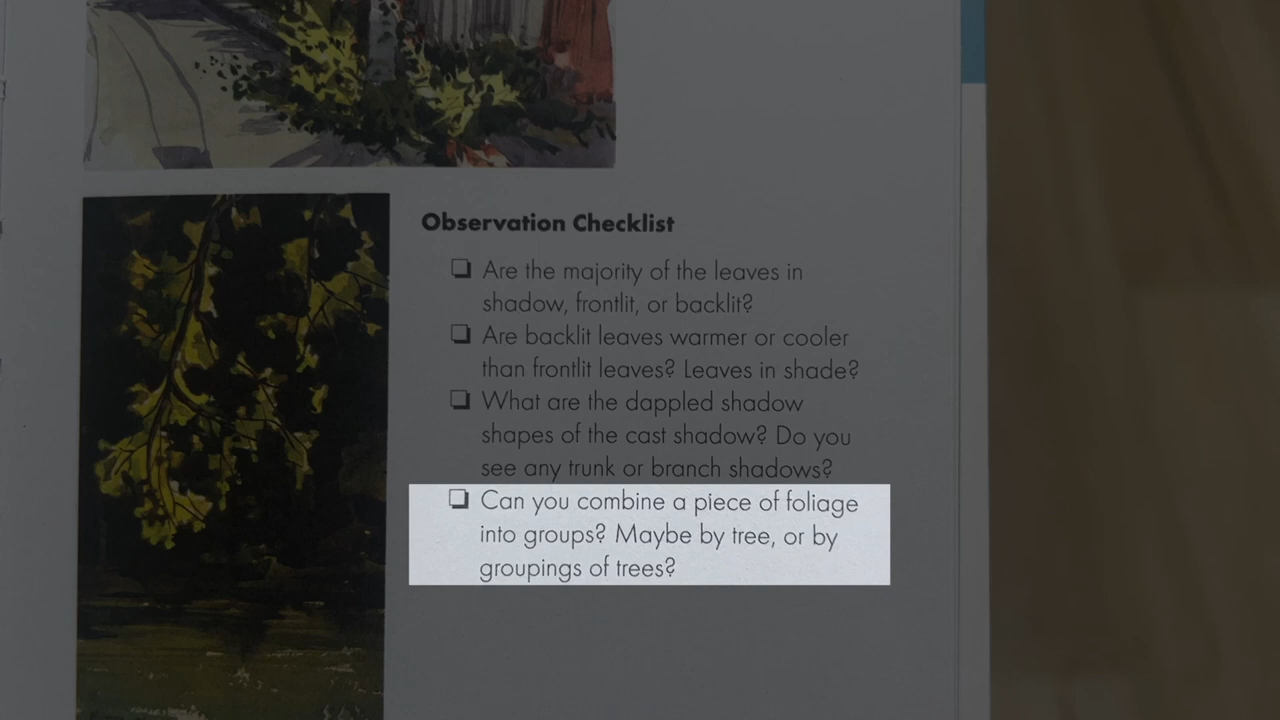 Observation Checklist
❏ Are the majority of the leaves in
shadow, frontlit, or backlit?
❏ Are backlit leaves warmer or cooler
than frontlit leaves? Leaves in shade?
❏ What are the dappled shadow
shapes of the cast shadow? Do you
see any trunk or branch shadows?
❏ Can you combine a piece of foliage
into groups? Maybe by tree, or by
groupings of trees?